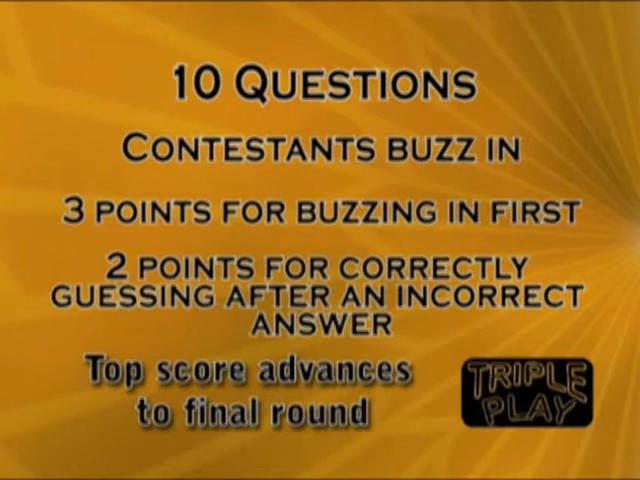 10 QUESTIONS
CONTESTANTS BUZZ IN
3 POINTS FOR BUZZING IN FIRST
2 POINTS FOR CORRECTLY
GUESSING AFTER AN INCORRECT
ANSWER
Top score advances
to final round
TRIPLE
PLAY